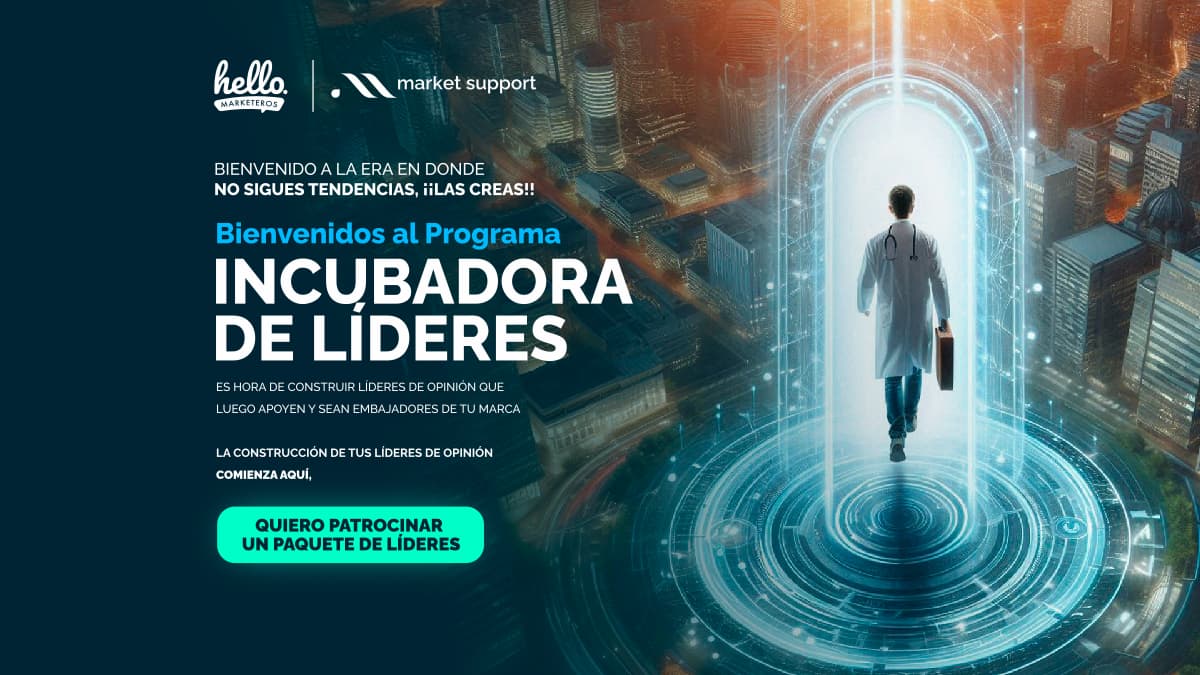 hello.
MARKETEROS
market support
BIENVENIDO A LA ERA EN DONDE
NO SIGUES TENDENCIAS, ¡¡LAS CREAS!!
Bienvenidos al Programa
INCUBADORA
DE LÍDERES
ES HORA DE CONSTRUIR LÍDERES DE OPINIÓN QUE
LUEGO APOYEN Y SEAN EMBAJADORES DE TU MARCA
LA CONSTRUCCIÓN DE TUS LÍDERES DE OPINIÓN
COMIENZA AQUÍ,
QUIERO PATROCINAR
UN PAQUETE DE LÍDERES